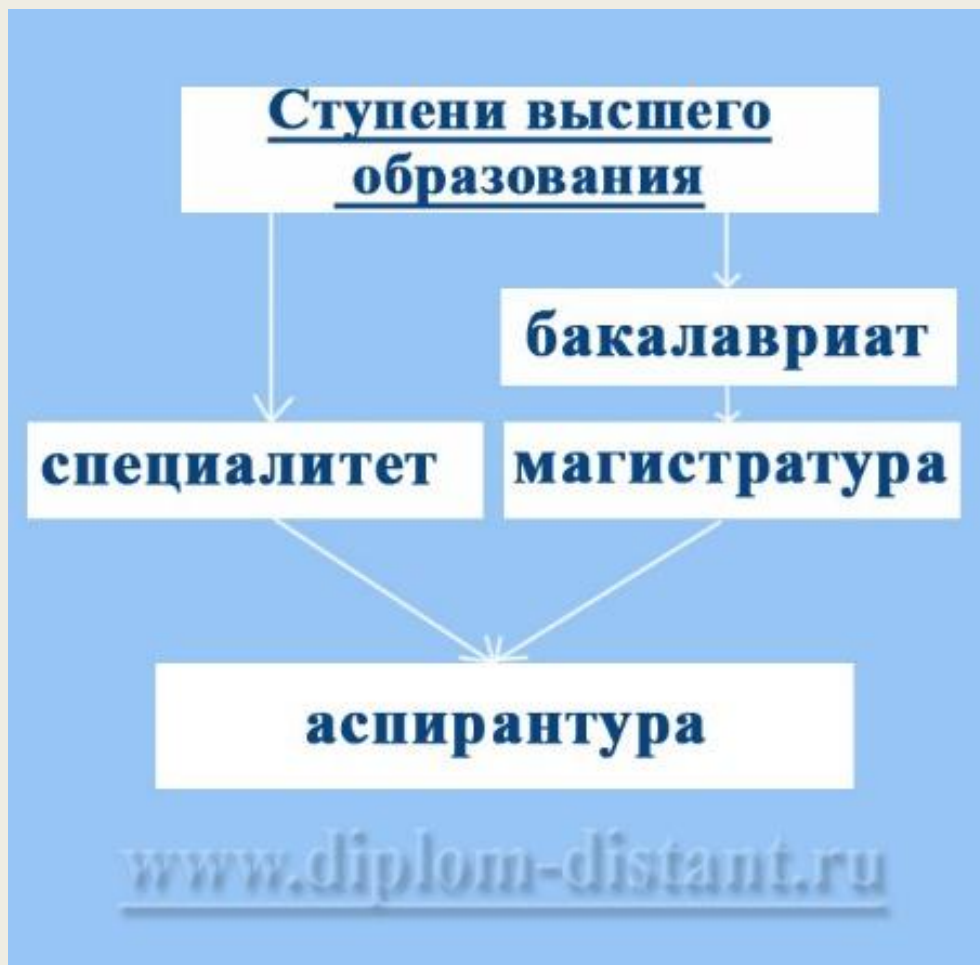 Ступени высшего
образования
бакалавриат
специалитет
магистратура
аспирантура
www.diplom-distant.ru